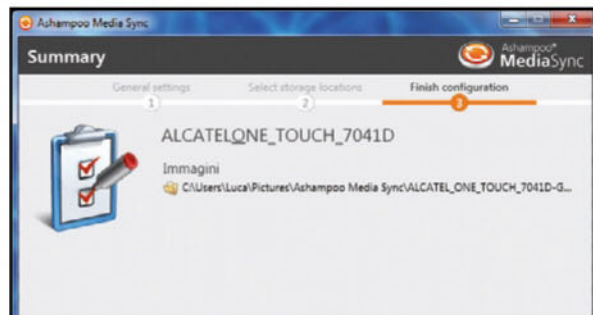 Ashampoo Media Sync
Summary
Ashampoo®
MediaSync
General settings
Select storage locations
Finish configuration
1
2
3
ALCATELONE_TOUCH_7041D
Immagini
C:\Users\Luca\Pictures\Ashampoo Media Sync\ALCATEL_ONE_TOUCH_7041D-G...